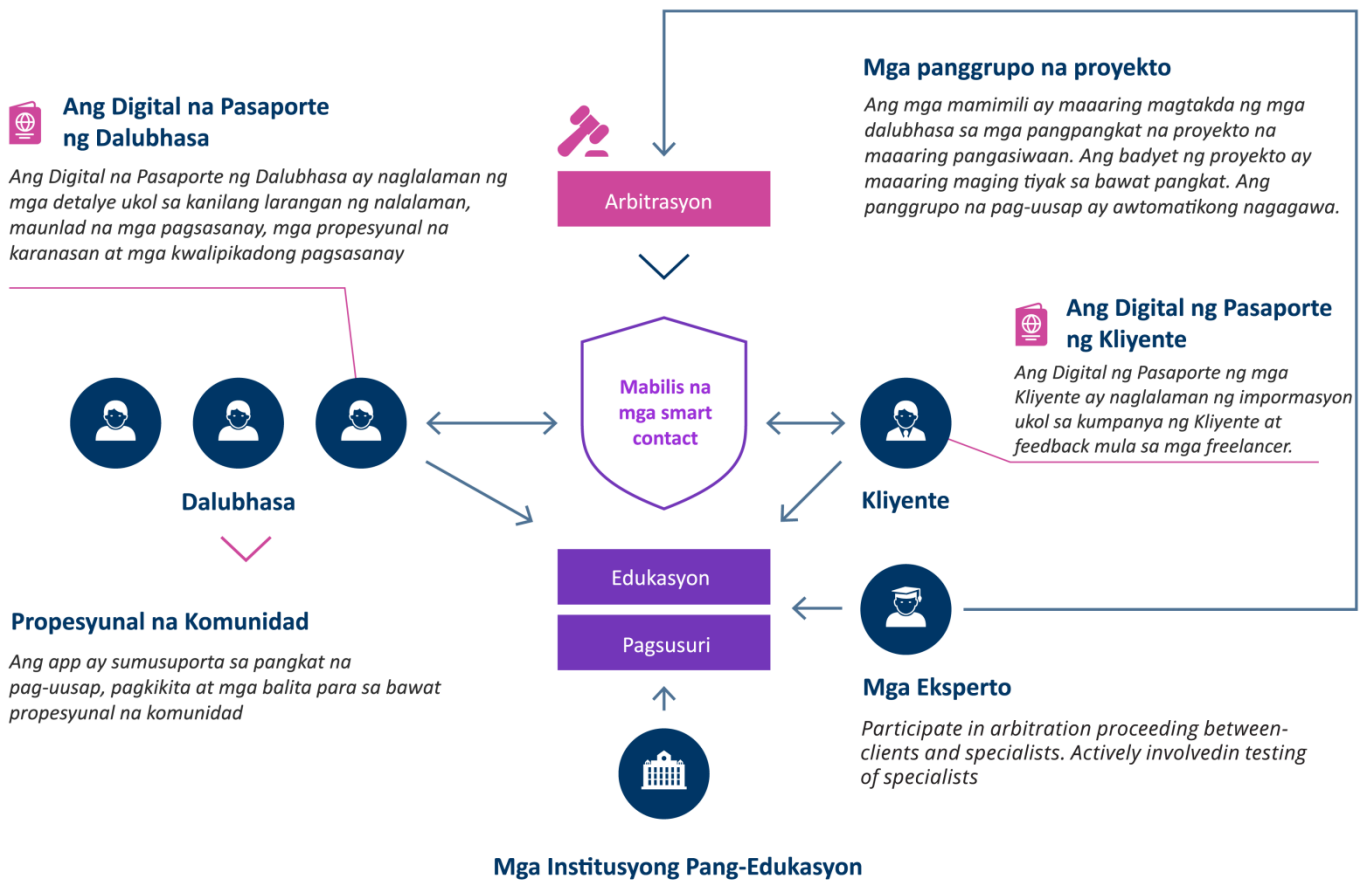 Ang Digital na Pasaporte
ng Dalubhasa
Ang Digital na Pasaporte ng Dalubhasa ay naglalaman ng
mga detalye ukol sa kanilang larangan ng nalalaman,
maunlad na mga pagsasanay, mga propesyunal na
karanasan at mga kwalipikadong pagsasanay
Arbitrasyon
Mga panggrupo na proyekto
Ang mga mamimili ay maaaring magtakda ng mga
dalubhasa sa mga pangpangkat na proyekto na
maaaring pangasiwaan. Ang badyet ng proyekto ay
maaaring maging tiyak sa bawat pangkat. Ang
panggrupo na pag-uusap ay awtomatikong nagagawa.
Ang Digital ng Pasaporte
ng Kliyente
Ang Digital ng Pasaporte ng mga
Kliyente ay naglalaman ng impormasyon
ukol sa kumpanya ng Kliyente at
feedback mula sa mga freelancer.
Mabilis na
mga smart
contact
Dalubhasa
Kliyente
Edukasyon
Pagsusuri
Propesyunal na Komunidad
Ang app ay sumusuporta sa pangkat na
pag-uusap, pagkikita at mga balita para sa bawat
propesyunal na komunidad
Mga Eksperto
Participate in arbitration proceeding between-
clients and specialists. Actively involvedin testing
of specialists
Mga Institusyong Pang-Edukasyon